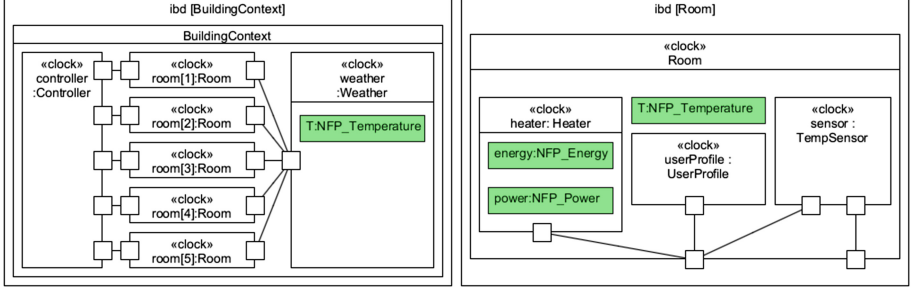 ibd [BuildingContext]
BuildingContext
«clock»
controller
:Controller
«clock»
room[1]:Room
«clock»
room[2]:Room
«clock»
room[3]:Room
«clock»
room[4]:Room
«clock»
room[5]:Room
«clock»
weather
:Weather
T:NFP_Temperature
ibd [Room]
«clock»
Room
«clock»
heater: Heater
energy:NFP_Energy
power:NFP_Power
T:NFP_Temperature
«clock»
userProfile :
UserProfile
«clock»
sensor :
TempSensor